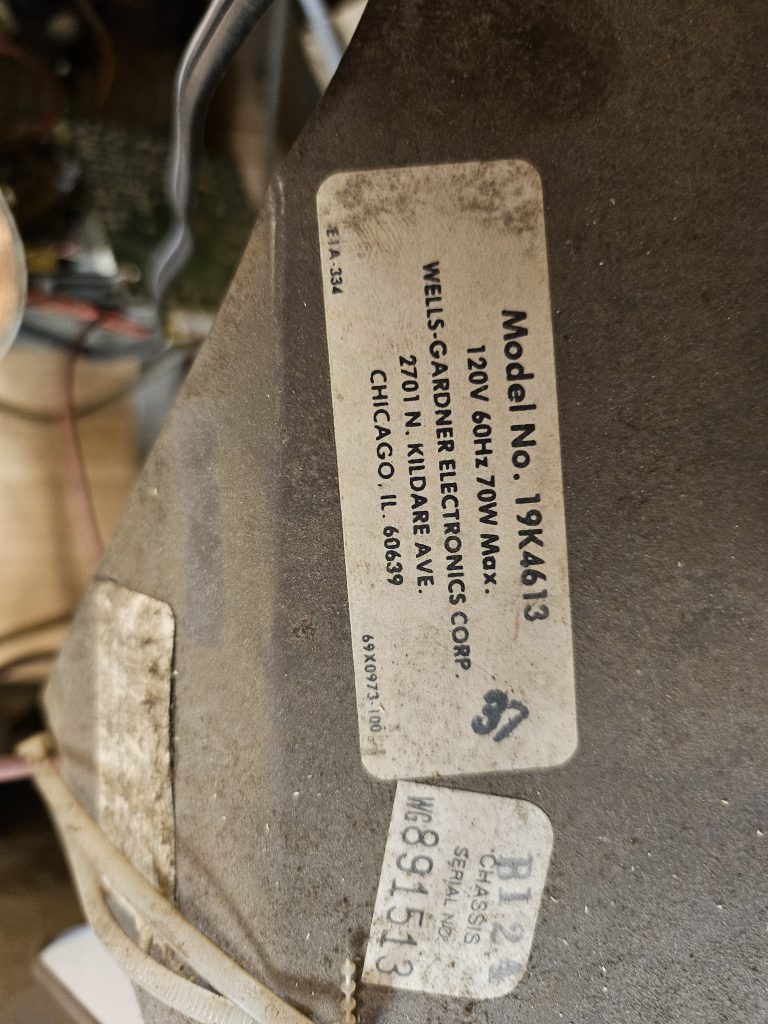 Model No. 19K4613
120V 60Hz 70W Max.
WELLS-GARDNER ELECTRONICS CORP.
2701 N. KILDARE AVE.
CHICAGO, IL. 60639
EIA-334
69X0973-100
37
CHASSIS
SERIAL NO.
WG891513